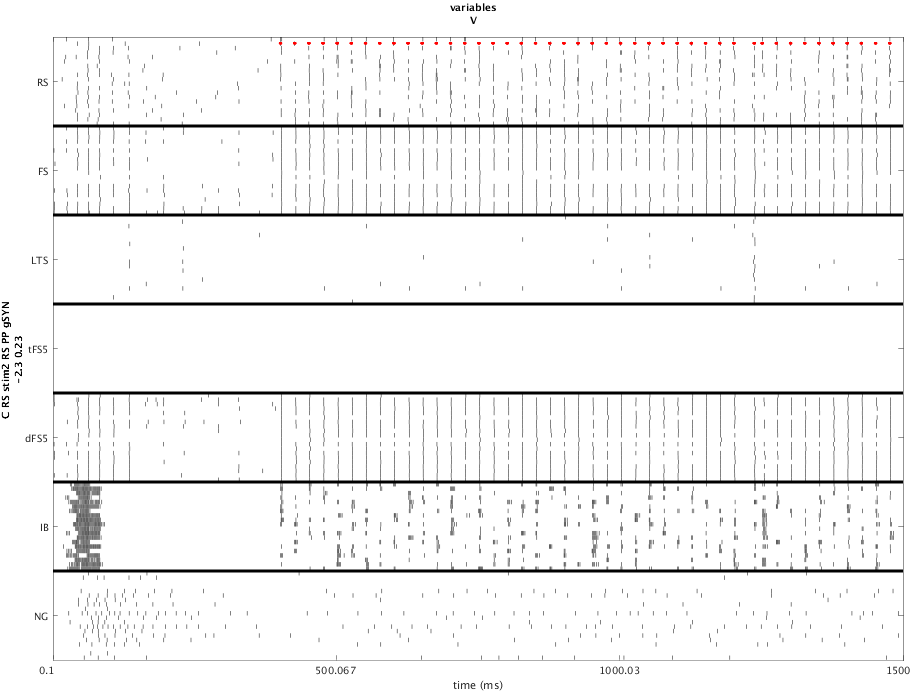 variables
V
RS
FS
LTS
tFS5
dFS5
IB
NG
C RS stim2 RS PP gSYN
-2.3 0.23
0.1
500.067
1000.03
1500
time (ms)